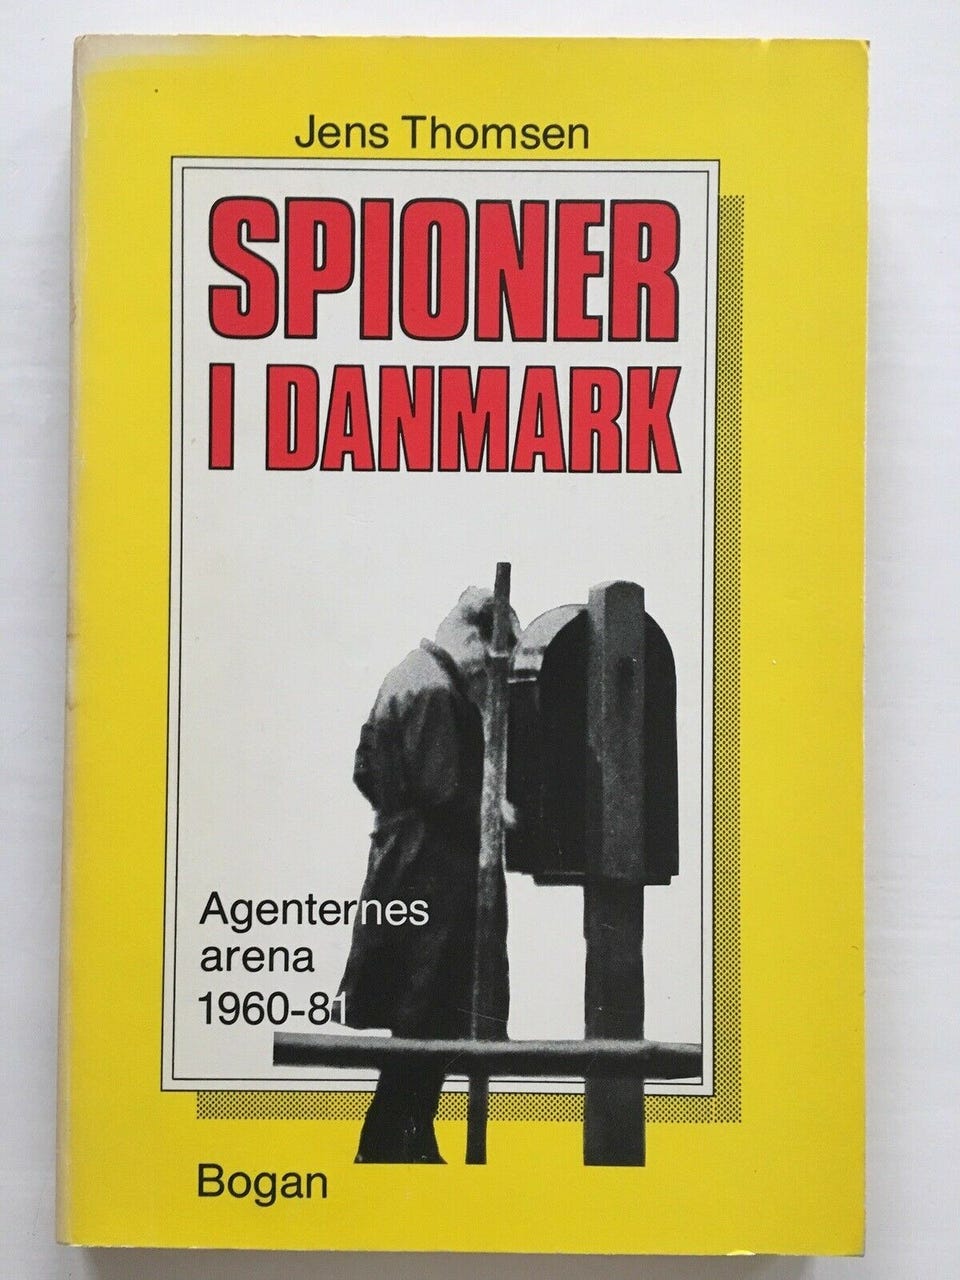 Jens Thomsen
SPIONER
I DANMARK
Agenternes
arena
1960-81
Bogan